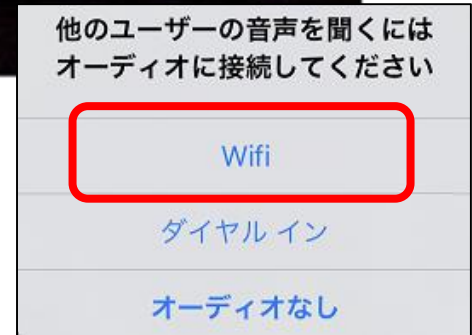 他のユーザーの音声を聞くには
オーディオに接続してください
Wifi
ダイヤル イン
オーディオなし